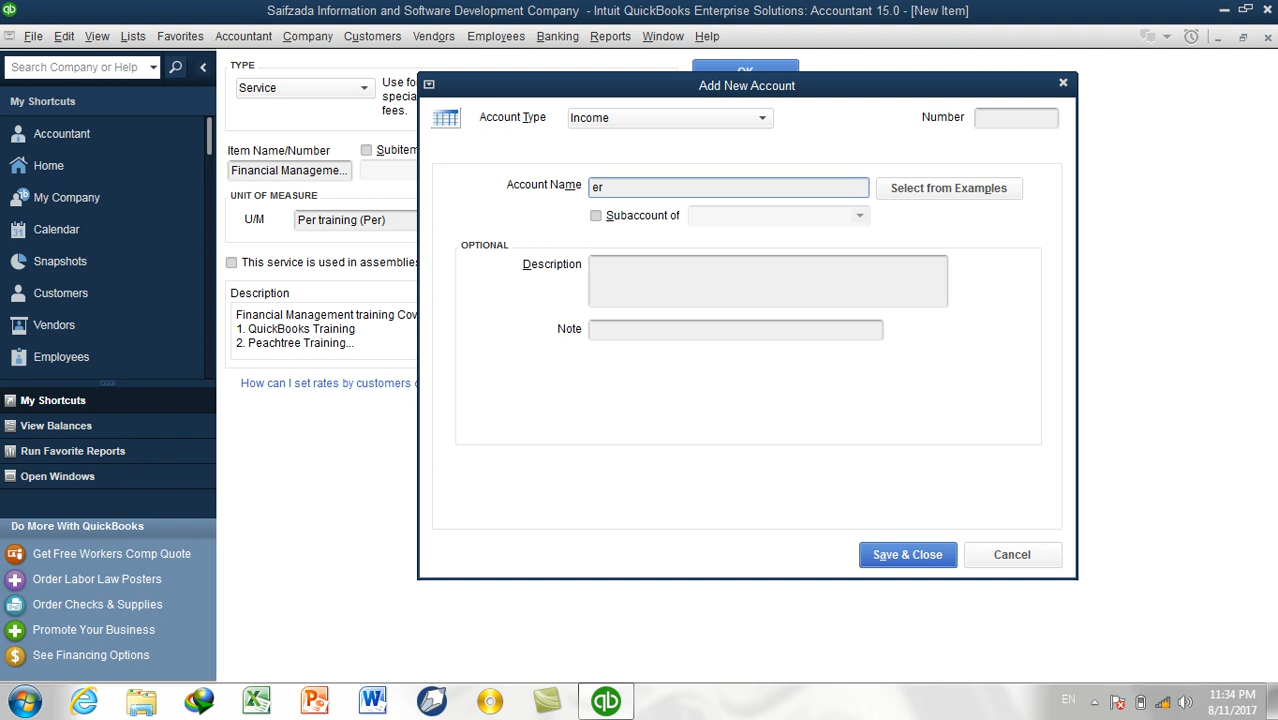 Saifzada Information and Software Development Company - Intuit QuickBooks Enterprise Solutions: Accountant 15.0 - [New Item]
File Edit View Lists Favorites Accountant Company Customers Vendors Employees Banking Reports Window Help
Search Company or Help
My Shortcuts
Accountant
Home
My Company
Calendar
31
Snapshots
Customers
Vendors
Employees
My Shortcuts
View Balances
Run Favorite Reports
Open Windows
Do More With QuickBooks
Get Free Workers Comp Quote
Order Labor Law Posters
Order Checks & Supplies
Promote Your Business
See Financing Options
TYPE
Service
Use for
special
fees.
OK
Item Name/Number
Subitem
Financial Manageme...
UNIT OF MEASURE
U/M
Per training (Per)
This service is used in assemblies
Description
Financial Management training Cov
1. QuickBooks Training
2. Peachtree Training...
How can I set rates by customers
Add New Account
Account Type
Income
Number
Account Name
er
Select from Examples
Subaccount of
OPTIONAL
Description
Note
Save & Close
Cancel
EN
11:34 PM
8/11/2017